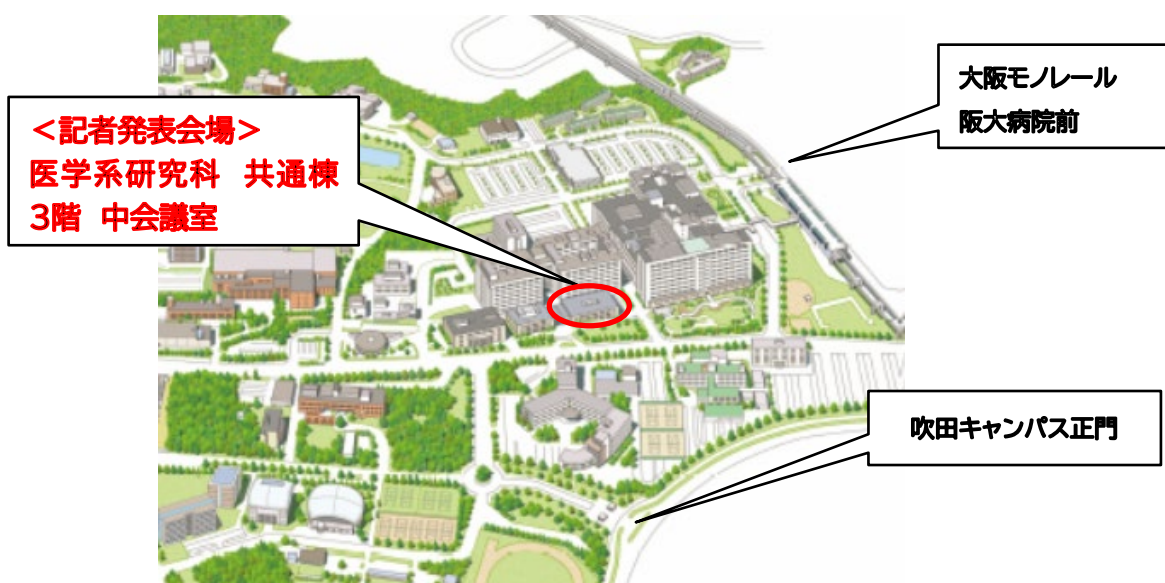 ＜記者発表会場＞
医学系研究科　共通棟
3階　中会議室
大阪モノレール
阪大病院前
吹田キャンパス正門